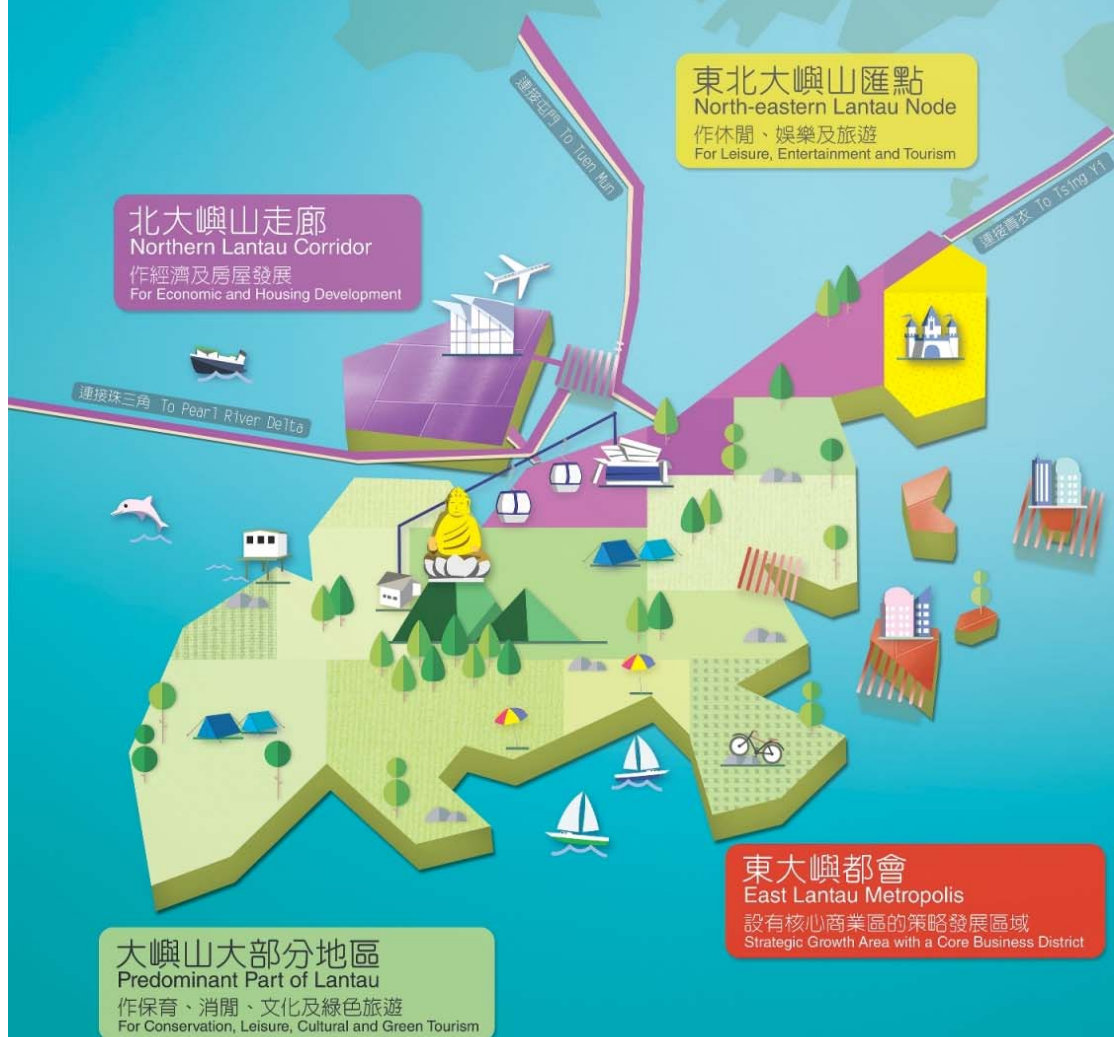 東北大嶼山匯點
North-eastern Lantau Node
作休閒、娛樂及旅遊
For Leisure, Entertainment and Tourism
連接屯門 To Tuen Mun
連接青衣 To Tsing Yi
北大嶼山走廊
Northern Lantau Corridor
作經濟及房屋發展
For Economic and Housing Development
連接珠三角 To Pearl River Delta
東大嶼都會
East Lantau Metropolis
設有核心商業區的策略發展區域
Strategic Growth Area with a Core Business District
大嶼山大部分地區
Predominant Part of Lantau
作保育、消閒、文化及綠色旅遊
For Conservation, Leisure, Cultural and Green Tourism